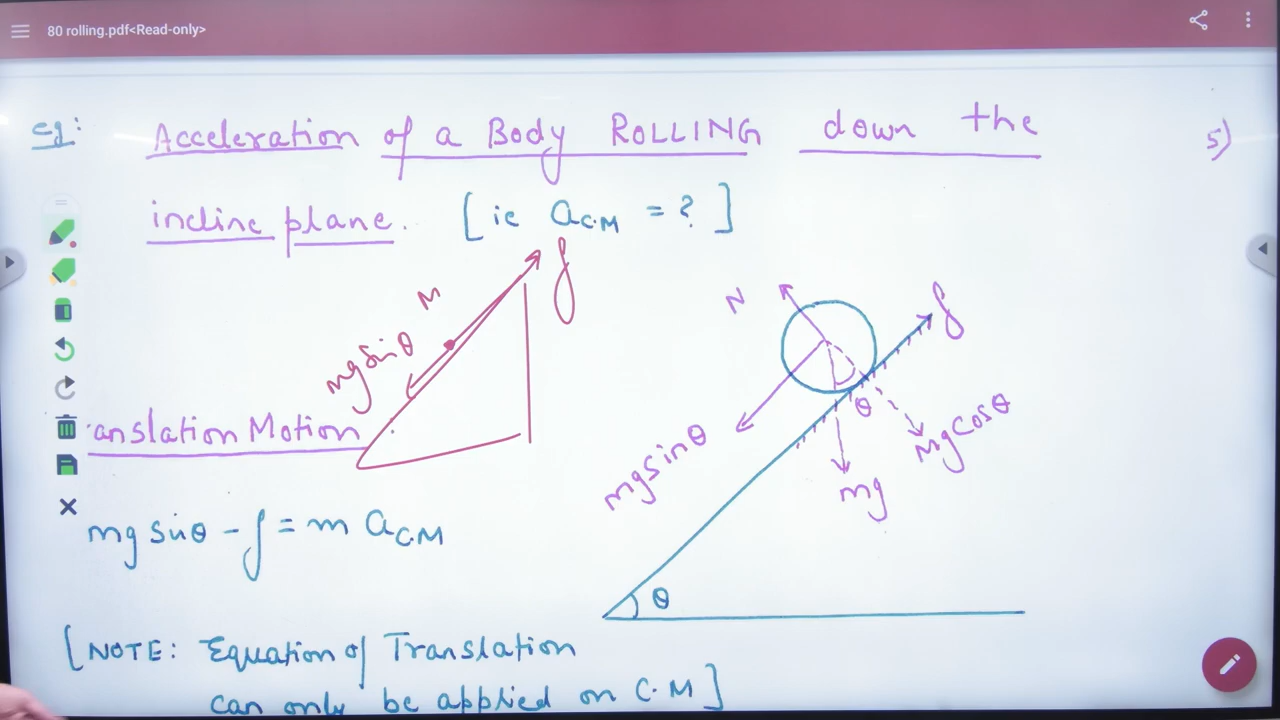 80 rolling.pdf<Read-only>
eg: Acceleration of a Body ROLLING down the
5)
incline plane. [ie aC.M = ?]
f
M
mg sinθ
N
f
θ
mg cosθ
mg sinθ
mg
anslation Motion
mg sinθ - f = m aCM
θ
[NOTE: Equation of Translation
can only be applied on C.M]